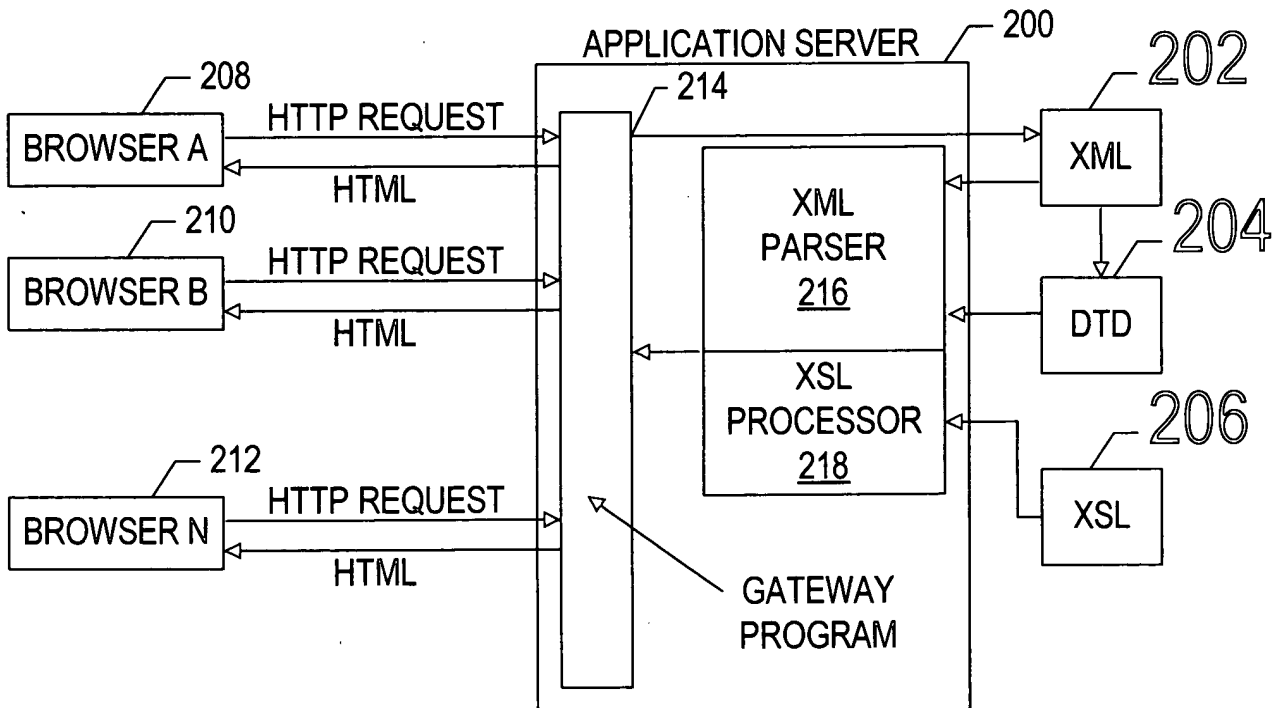 APPLICATION SERVER
200
202
208
214
BROWSER A
HTTP REQUEST
HTML
XML
XML
PARSER
216
204
210
BROWSER B
HTTP REQUEST
HTML
DTD
XSL
PROCESSOR
218
206
212
BROWSER N
HTTP REQUEST
HTML
XSL
GATEWAY
PROGRAM